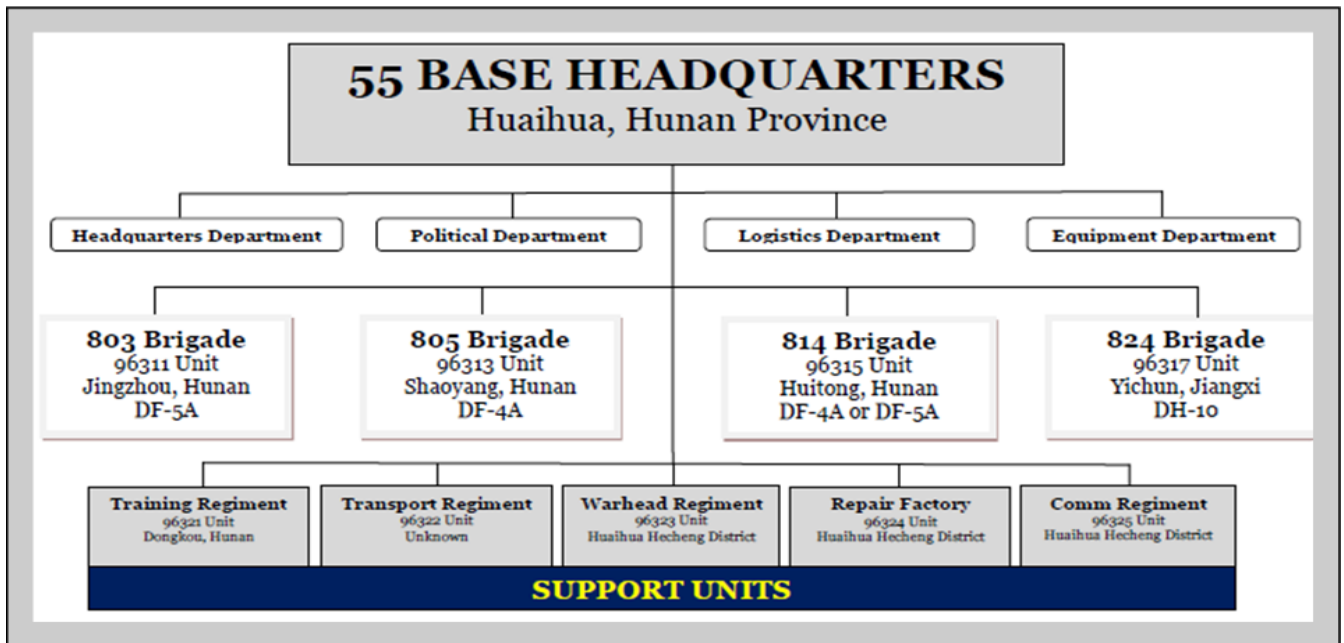 55 BASE HEADQUARTERS
Huaihua, Hunan Province
Headquarters Department
Political Department
Logistics Department
Equipment Department
803 Brigade
96311 Unit
Jingzhou, Hunan
DF-5A
805 Brigade
96313 Unit
Shaoyang, Hunan
DF-4A
814 Brigade
96315 Unit
Huitong, Hunan
DF-4A or DF-5A
824 Brigade
96317 Unit
Yichun, Jiangxi
DH-10
Training Regiment
96321 Unit
Dongkou, Hunan
Transport Regiment
96322 Unit
Unknown
Warhead Regiment
96323 Unit
Huaihua Hecheng District
Repair Factory
96324 Unit
Huaihua Hecheng District
Comm Regiment
96325 Unit
Huaihua Hecheng District
SUPPORT UNITS